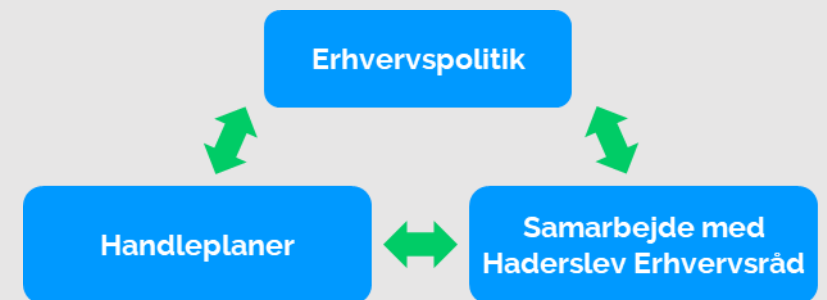 Erhvervspolitik
Handleplaner
Samarbejde med
Haderslev Erhvervsråd